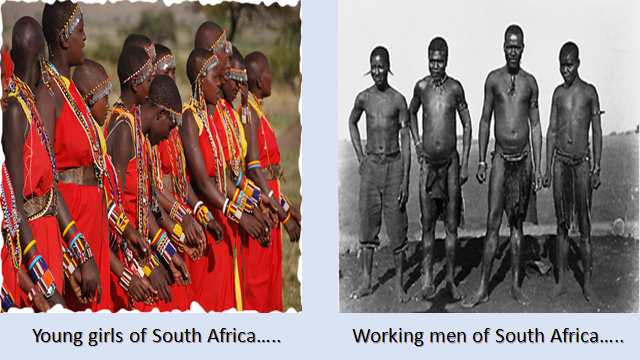 Young girls of South Africa.....
Working men of South Africa.....